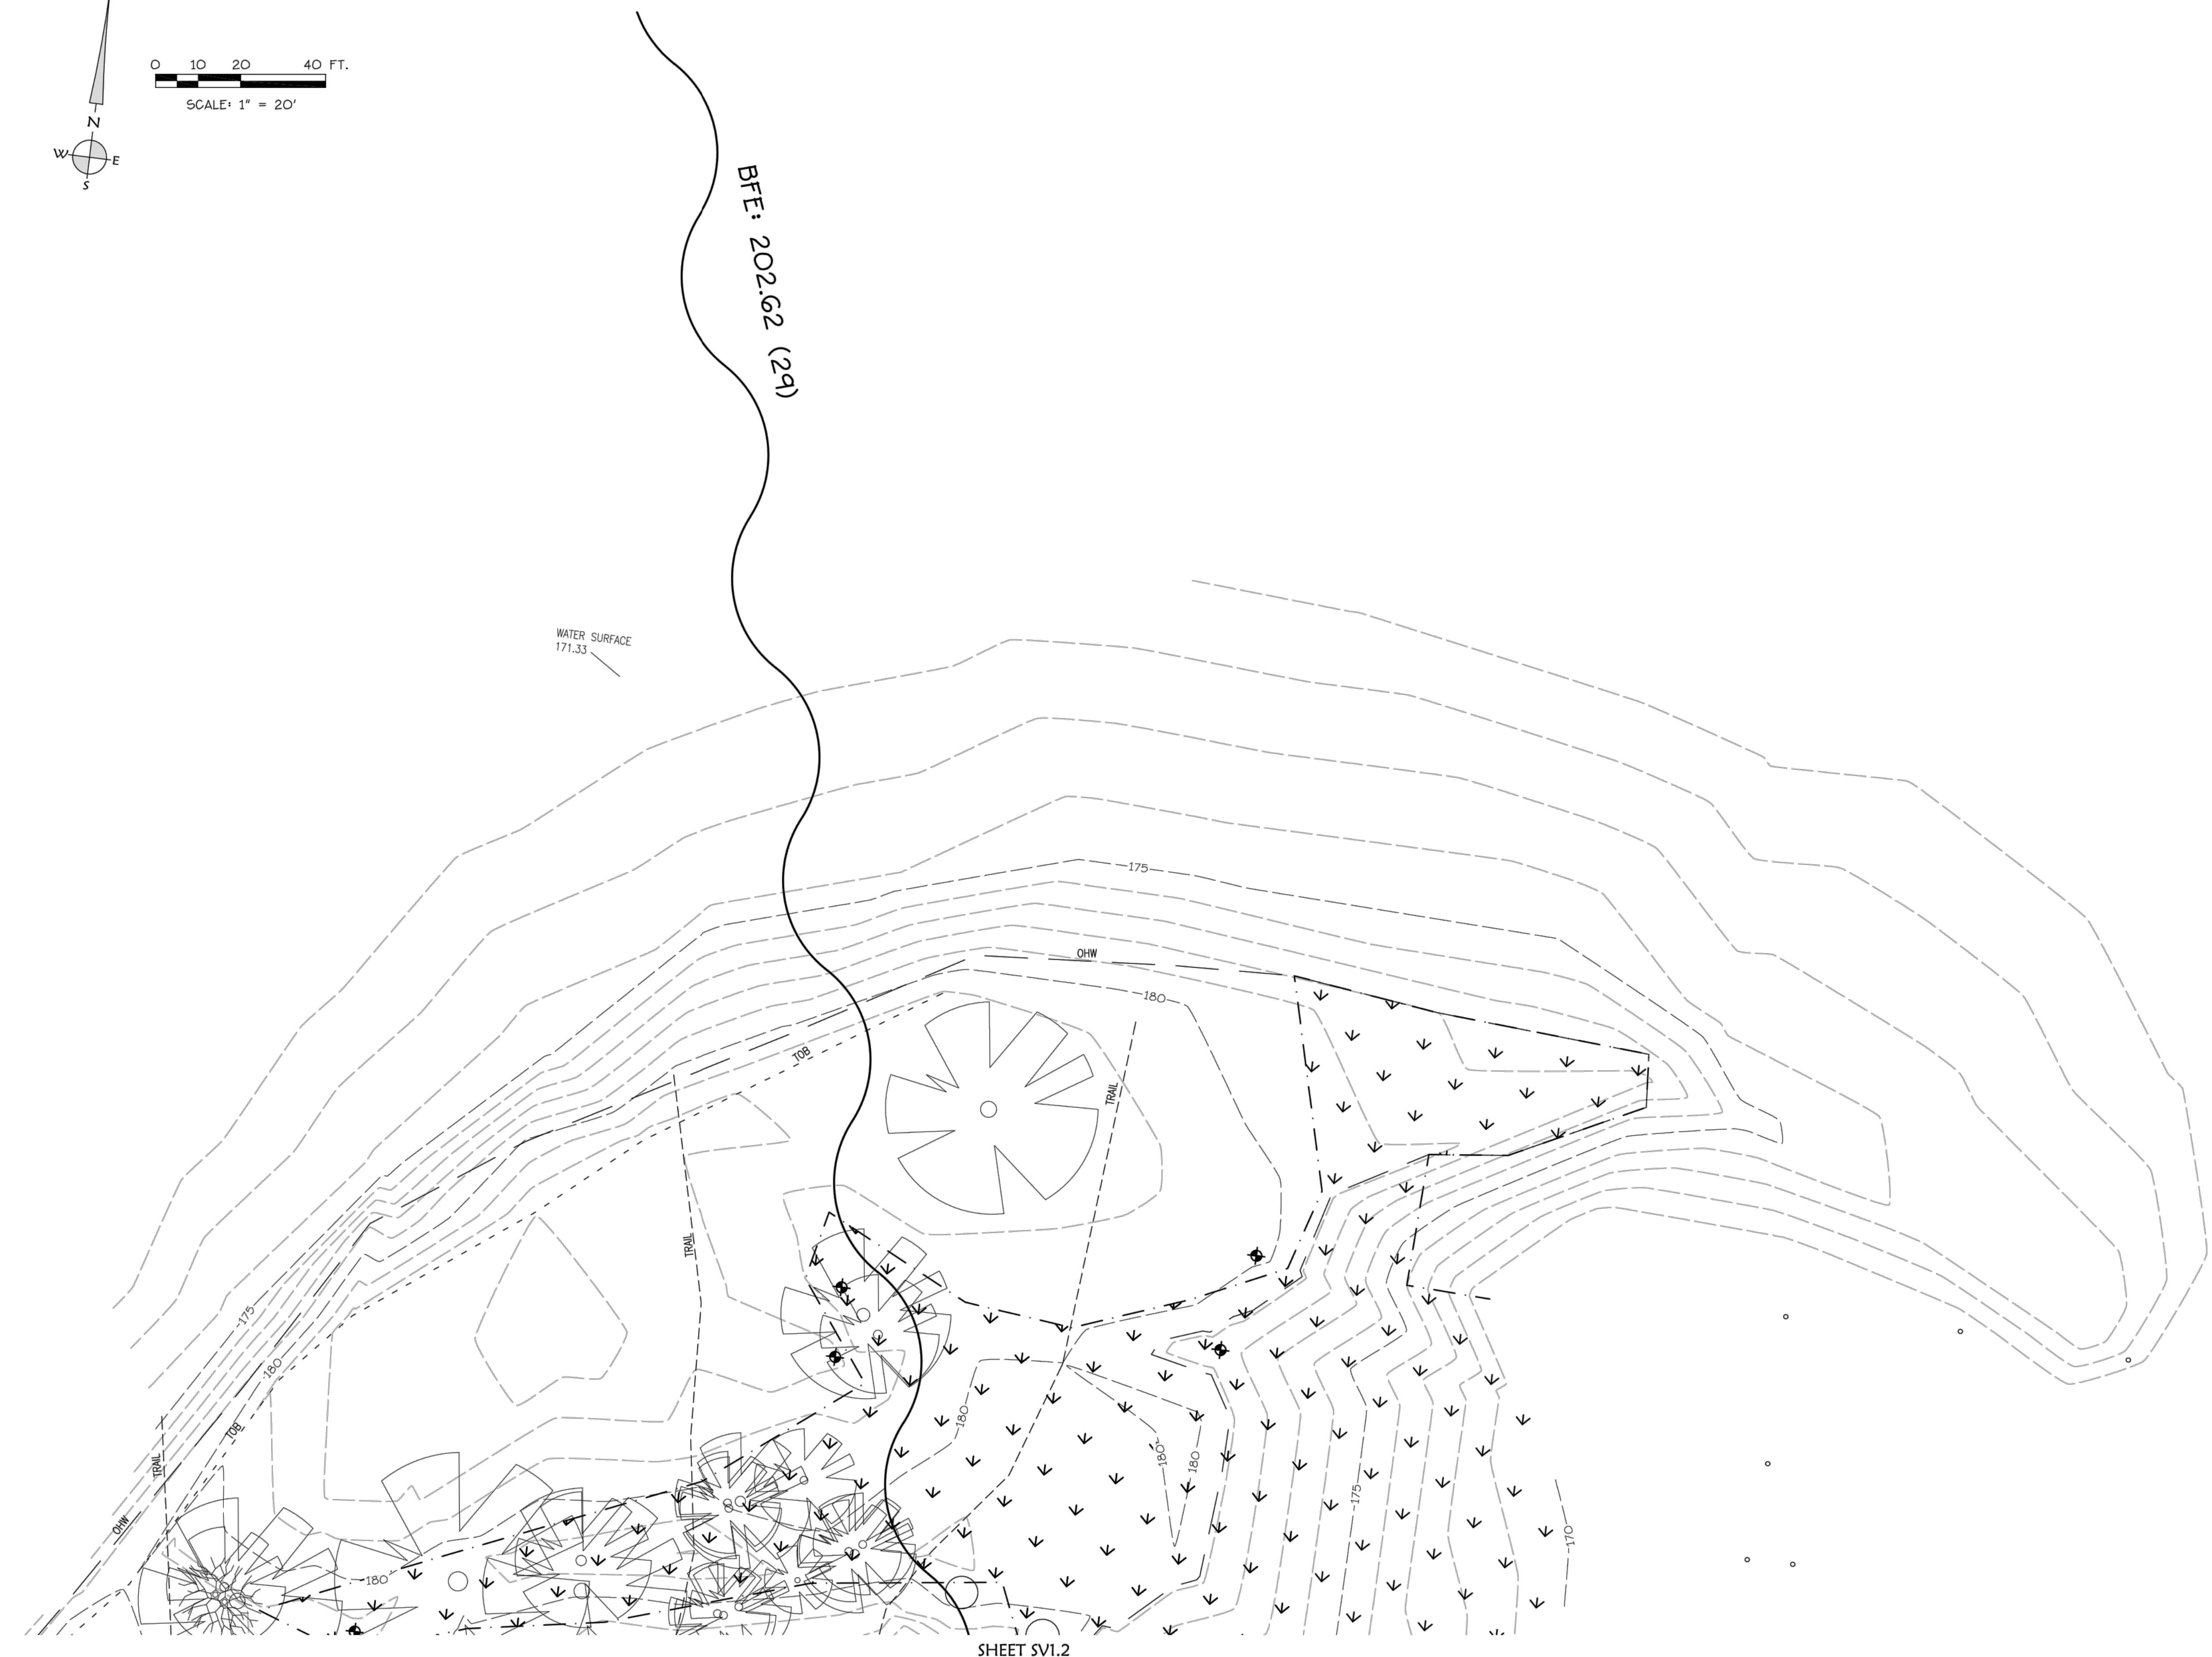 0 10 20 40 FT.
SCALE: 1" = 20'
N
W E
S
BFE: 202.62 (29)
WATER SURFACE
171.33
175
OHW
180
TOB
TRAIL
TRAIL
175
180
180
TOB
180
180
TRAIL
175
OHW
170
180
SHEET SV1.2